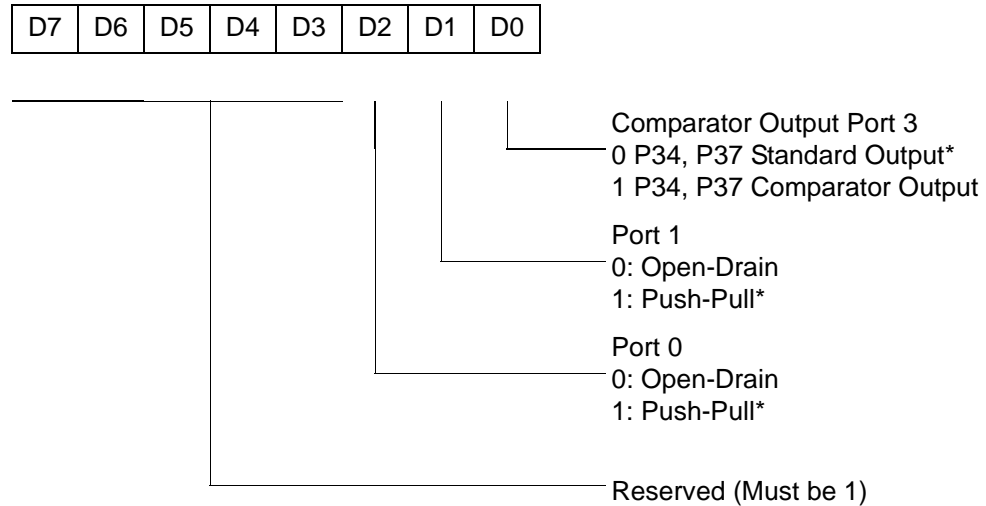 D7 D6 D5 D4 D3 D2 D1 D0
Comparator Output Port 3
0 P34, P37 Standard Output*
1 P34, P37 Comparator Output
Port 1
0: Open-Drain
1: Push-Pull*
Port 0
0: Open-Drain
1: Push-Pull*
Reserved (Must be 1)